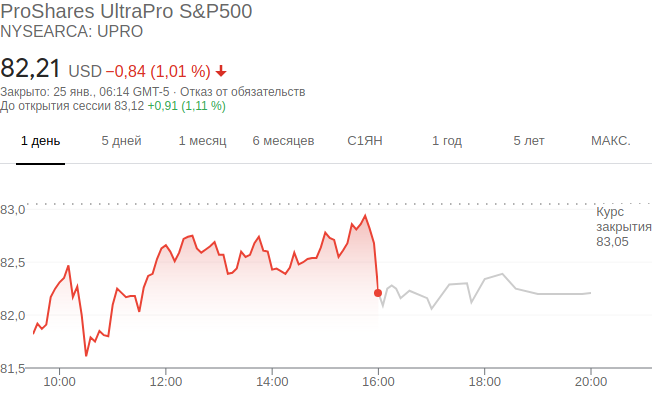 ProShares UltraPro S&P500
NYSEARCA: UPRO
82,21 USD −0,84 (1,01 %)
Закрыто: 25 янв., 06:14 GMT-5 · Отказ от обязательств
До открытия сессии 83,12 +0,91 (1,11 %)
1 день 5 дней 1 месяц 6 месяцев С1ЯН 1 год 5 лет МАКС.
83,0
Курс
закрытия
83,05
82,5
82,0
81,5
10:00 12:00 14:00 16:00 18:00 20:00